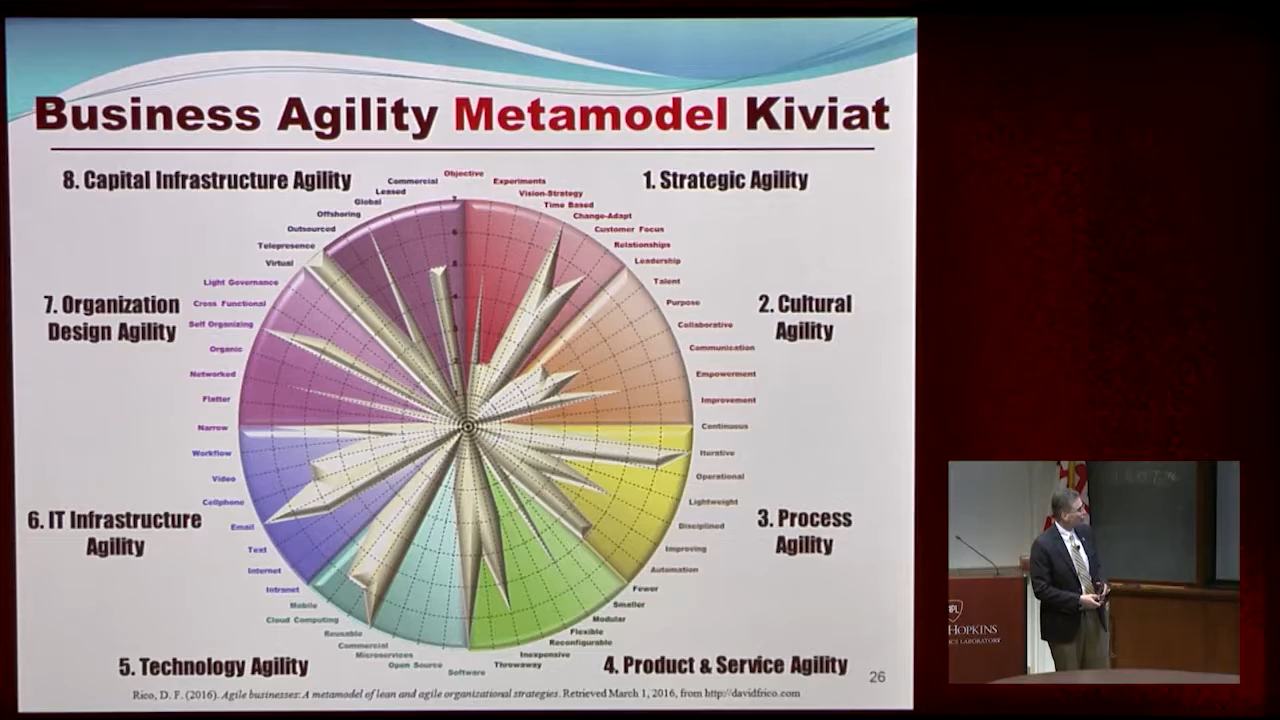 Business Agility Metamodel Kiviat
8. Capital Infrastructure Agility
1. Strategic Agility
2. Cultural
Agility
3. Process
Agility
4. Product & Service Agility
5. Technology Agility
6. IT Infrastructure
Agility
7. Organization
Design Agility
Objective
Experiments
Vision-Strategy
Time Based
Change-Adapt
Customer Focus
Relationships
Leadership
Talent
Purpose
Collaborative
Communication
Empowerment
Improvement
Continuous
Iterative
Operational
Lightweight
Disciplined
Improving
Automation
Fewer
Smaller
Modular
Flexible
Reconfigurable
Inexpensive
Throwaway
Software
Open Source
Microservices
Commercial
Reusable
Cloud Computing
Mobile
Intranet
Internet
Text
Email
Cellphone
Video
Workflow
Narrow
Flatter
Networked
Organic
Self Organizing
Cross Functional
Light Governance
Virtual
Telepresence
Outsourced
Offshoring
Global
Leased
Commercial
7
6
5
4
26
Rico, D. F. (2016). Agile businesses: A metamodel of lean and agile organizational strategies. Retrieved March 1, 2016, from http://davidfrico.com
HOPKINS
LABORATORY